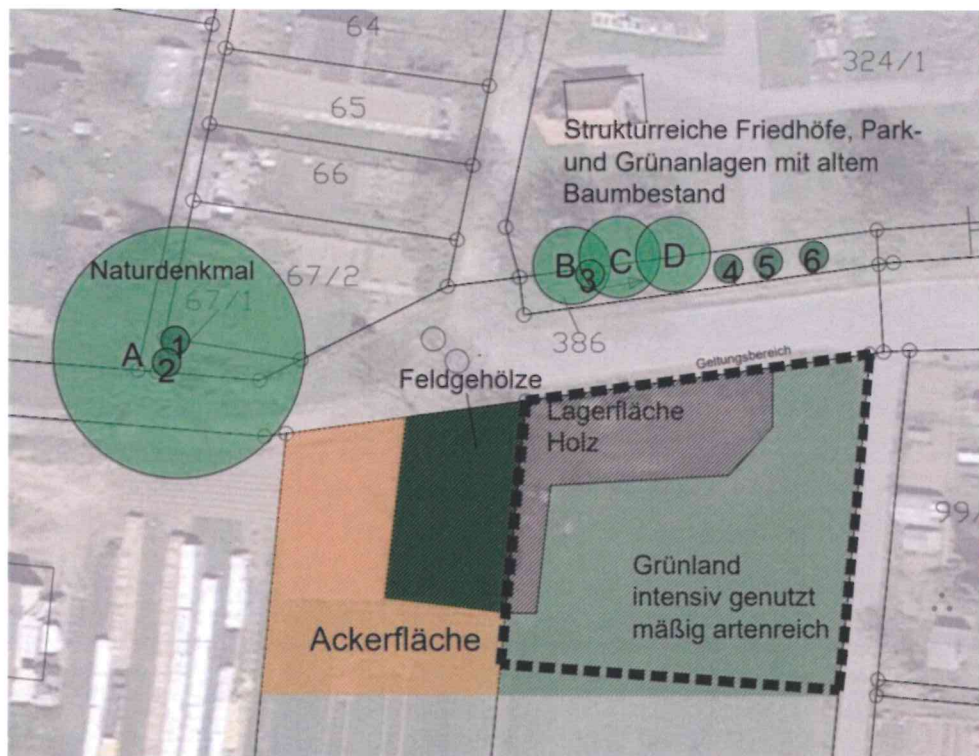 64
324/1
65
Strukturreiche Friedhöfe, Park-
und Grünanlagen mit altem
Baumbestand
66
Naturdenkmal
67/2
67/1
B
C
D
3
4
5
6
1
A
2
386
Geltungsbereich
Feldgehölze
Lagerfläche
Holz
99
Grünland
intensiv genutzt
mäßig artenreich
Ackerfläche